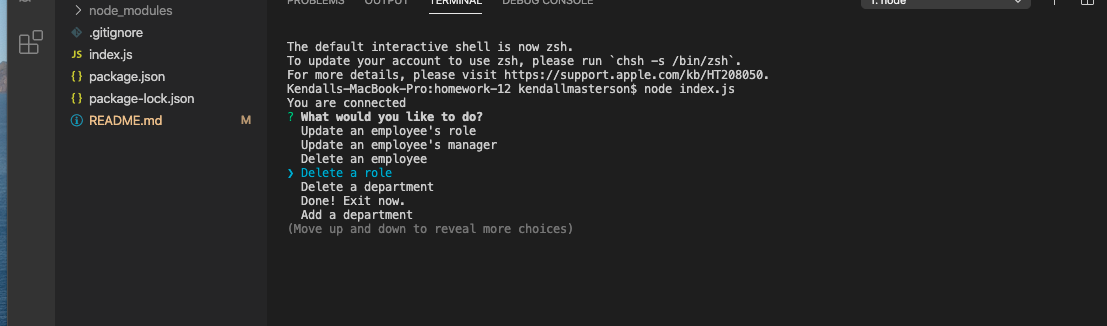 PROBLEMS OUTPUT TERMINAL DEBUG CONSOLE 1: node
node_modules
.gitignore
JS index.js
{ } package.json
{ } package-lock.json
README.md M
The default interactive shell is now zsh.
To update your account to use zsh, please run `chsh -s /bin/zsh`.
For more details, please visit https://support.apple.com/kb/HT208050.
Kendalls-MacBook-Pro:homework-12 kendallmasterson$ node index.js
You are connected
? What would you like to do?
Update an employee's role
Update an employee's manager
Delete an employee
❯ Delete a role
Delete a department
Done! Exit now.
Add a department
(Move up and down to reveal more choices)